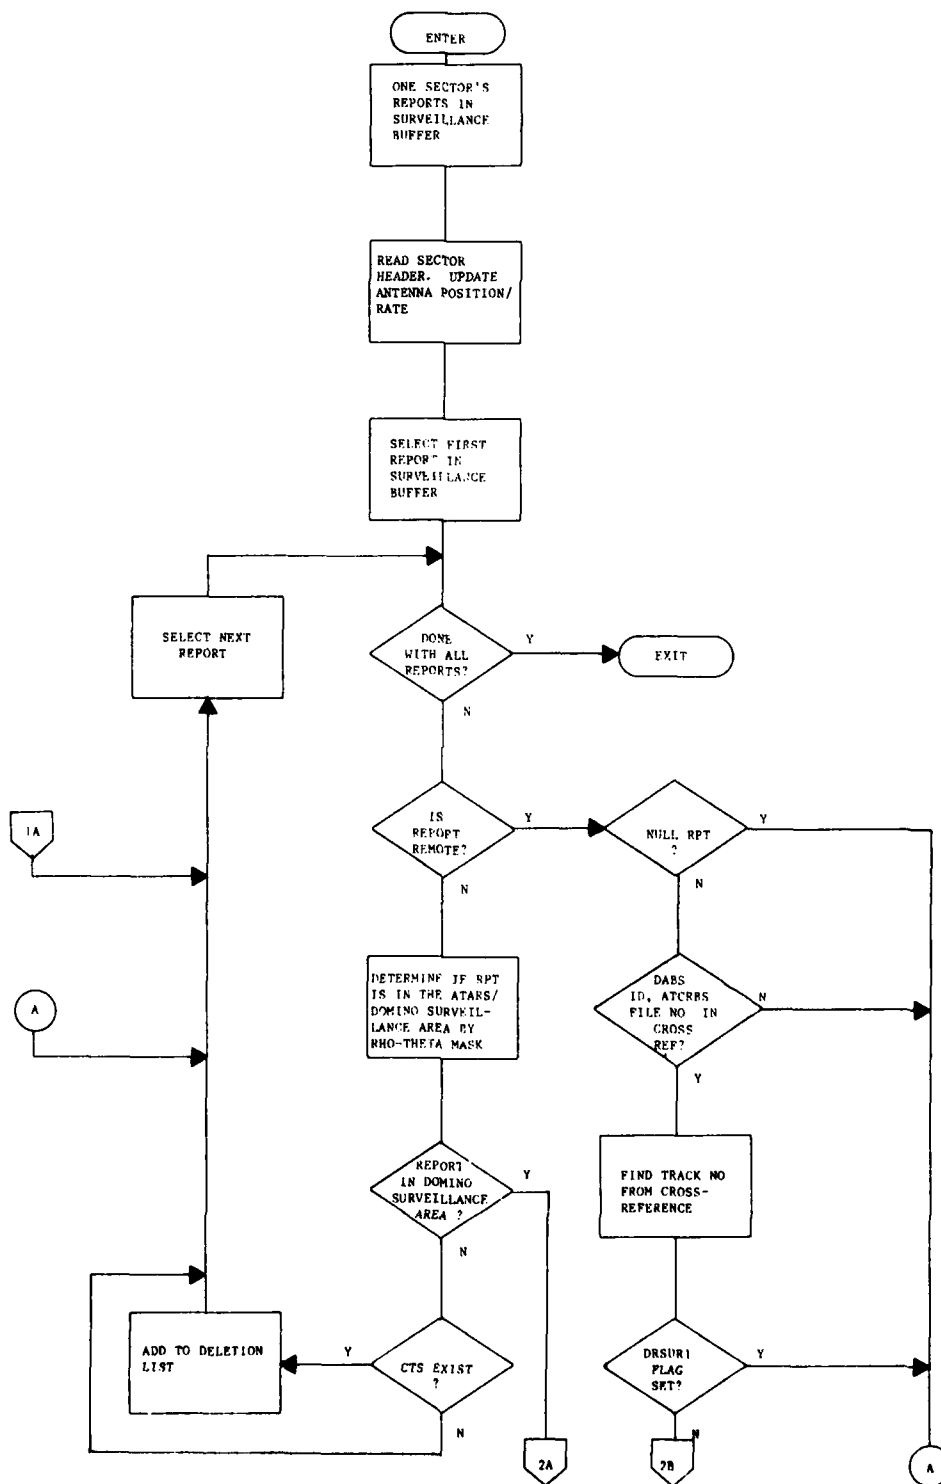 ENTER
ONE SECTOR'S
REPORTS IN
SURVEILLANCE
BUFFER
READ SECTOR
HEADER. UPDATE
ANTENNA POSITION/
RATE
SELECT FIRST
REPORT IN
SURVEILLANCE
BUFFER
SELECT NEXT
REPORT
DONE
WITH ALL
REPORTS?
Y
EXIT
N
IS
REPORT
REMOTE?
Y
NULL RPT
?
Y
1A
N
N
DETERMINE IF RPT
IS IN THE ATARS/
DOMINO SURVEIL-
LANCE AREA BY
RHO-THETA MASK
DABS
ID, ATCRBS
FILE NO IN
CROSS
REF?
N
A
Y
REPORT
IN DOMINO
SURVEILLANCE
AREA ?
Y
FIND TRACK NO
FROM CROSS-
REFERENCE
N
ADD TO DELETION
LIST
Y
CTS EXIST
?
DRSUR1
FLAG
SET?
Y
N
N
2A
2B
A